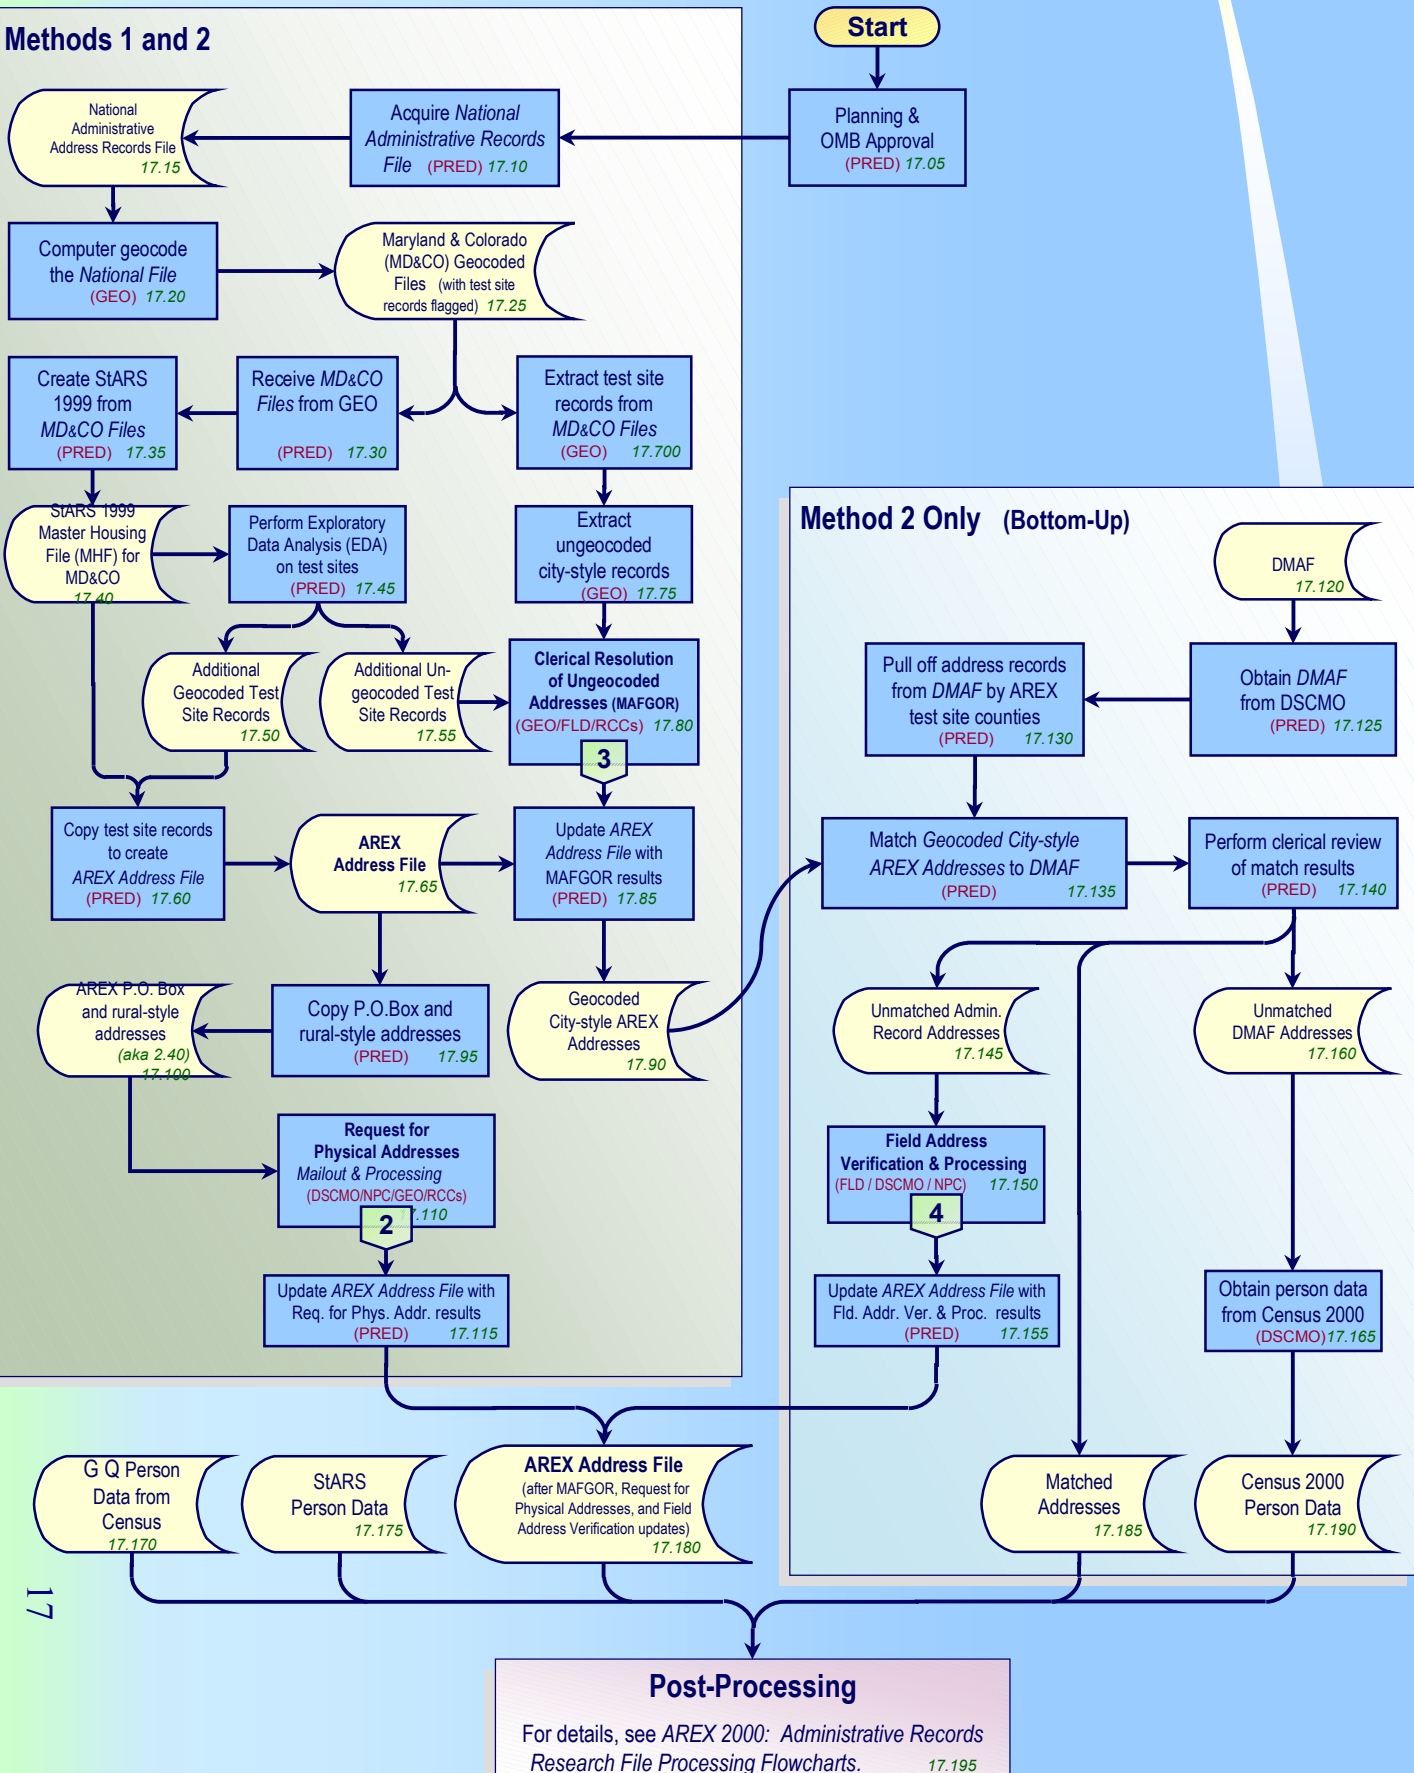 Methods 1 and 2
Start
Planning &
OMB Approval
(PRED) 17.05
Acquire National
Administrative Records
File (PRED) 17.10
National
Administrative
Address Records File
17.15
Computer geocode
the National File
(GEO) 17.20
Maryland & Colorado
(MD&CO) Geocoded
Files (with test site
records flagged) 17.25
Create StARS
1999 from
MD&CO Files
(PRED) 17.35
Receive MD&CO
Files from GEO
(PRED) 17.30
Extract test site
records from
MD&CO Files
(GEO) 17.700
StARS 1999
Master Housing
File (MHF) for
MD&CO
17.40
Perform Exploratory
Data Analysis (EDA)
on test sites
(PRED) 17.45
Extract
ungeocoded
city-style records
(GEO) 17.75
Additional
Geocoded Test
Site Records
17.50
Additional Un-
geocoded Test
Site Records
17.55
Clerical Resolution
of Ungeocoded
Addresses (MAFGOR)
(GEO/FLD/RCCs) 17.80
3
Copy test site records
to create
AREX Address File
(PRED) 17.60
AREX
Address File
17.65
Update AREX
Address File with
MAFGOR results
(PRED) 17.85
AREX P.O. Box
and rural-style
addresses
(aka 2.40)
17.100
Copy P.O.Box and
rural-style addresses
(PRED) 17.95
Geocoded
City-style AREX
Addresses
17.90
Request for
Physical Addresses
Mailout & Processing
(DSCMO/NPC/GEO/RCCs)
17.110
2
Update AREX Address File with
Req. for Phys. Addr. results
(PRED) 17.115
Method 2 Only (Bottom-Up)
DMAF
17.120
Obtain DMAF
from DSCMO
(PRED) 17.125
Pull off address records
from DMAF by AREX
test site counties
(PRED) 17.130
Match Geocoded City-style
AREX Addresses to DMAF
(PRED) 17.135
Perform clerical review
of match results
(PRED) 17.140
Unmatched Admin.
Record Addresses
17.145
Unmatched
DMAF Addresses
17.160
Field Address
Verification & Processing
(FLD / DSCMO / NPC) 17.150
4
Update AREX Address File with
Fld. Addr. Ver. & Proc. results
(PRED) 17.155
Obtain person data
from Census 2000
(DSCMO) 17.165
G Q Person
Data from
Census
17.170
StARS
Person Data
17.175
AREX Address File
(after MAFGOR, Request for
Physical Addresses, and Field
Address Verification updates)
17.180
Matched
Addresses
17.185
Census 2000
Person Data
17.190
17
Post-Processing
For details, see AREX 2000: Administrative Records
Research File Processing Flowcharts. 17.195